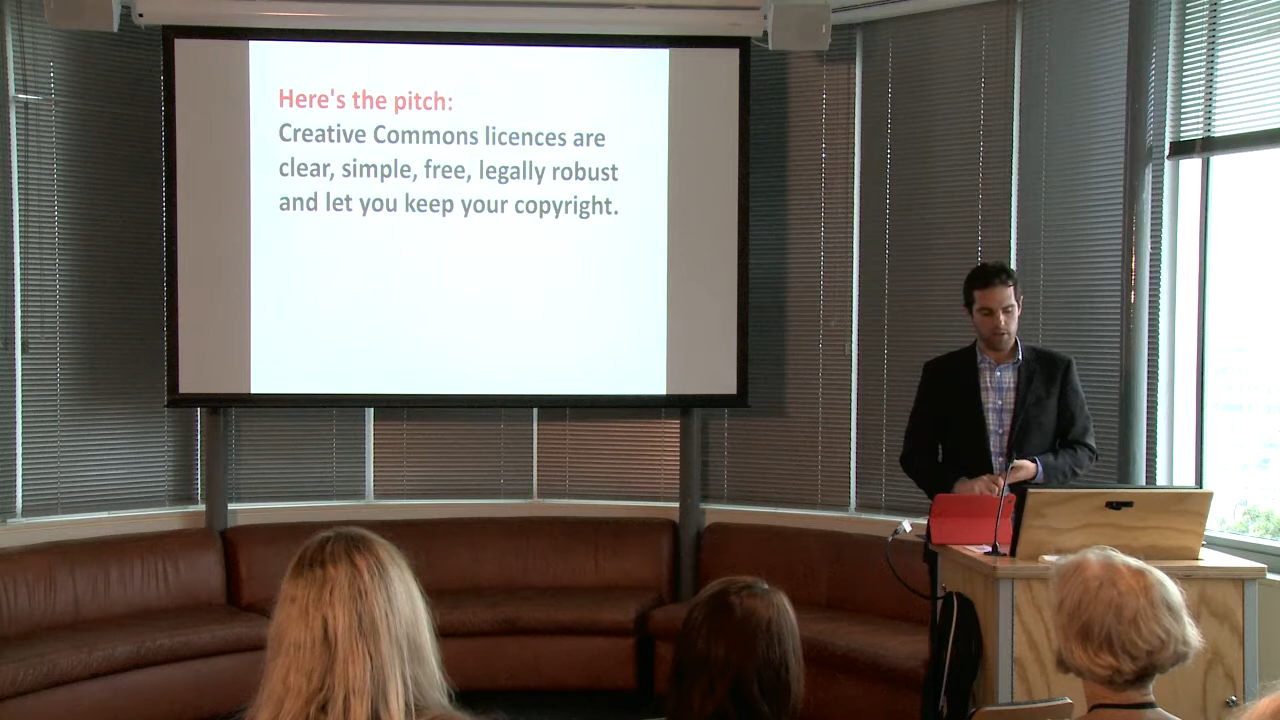 Here's the pitch:
Creative Commons licences are
clear, simple, free, legally robust
and let you keep your copyright.